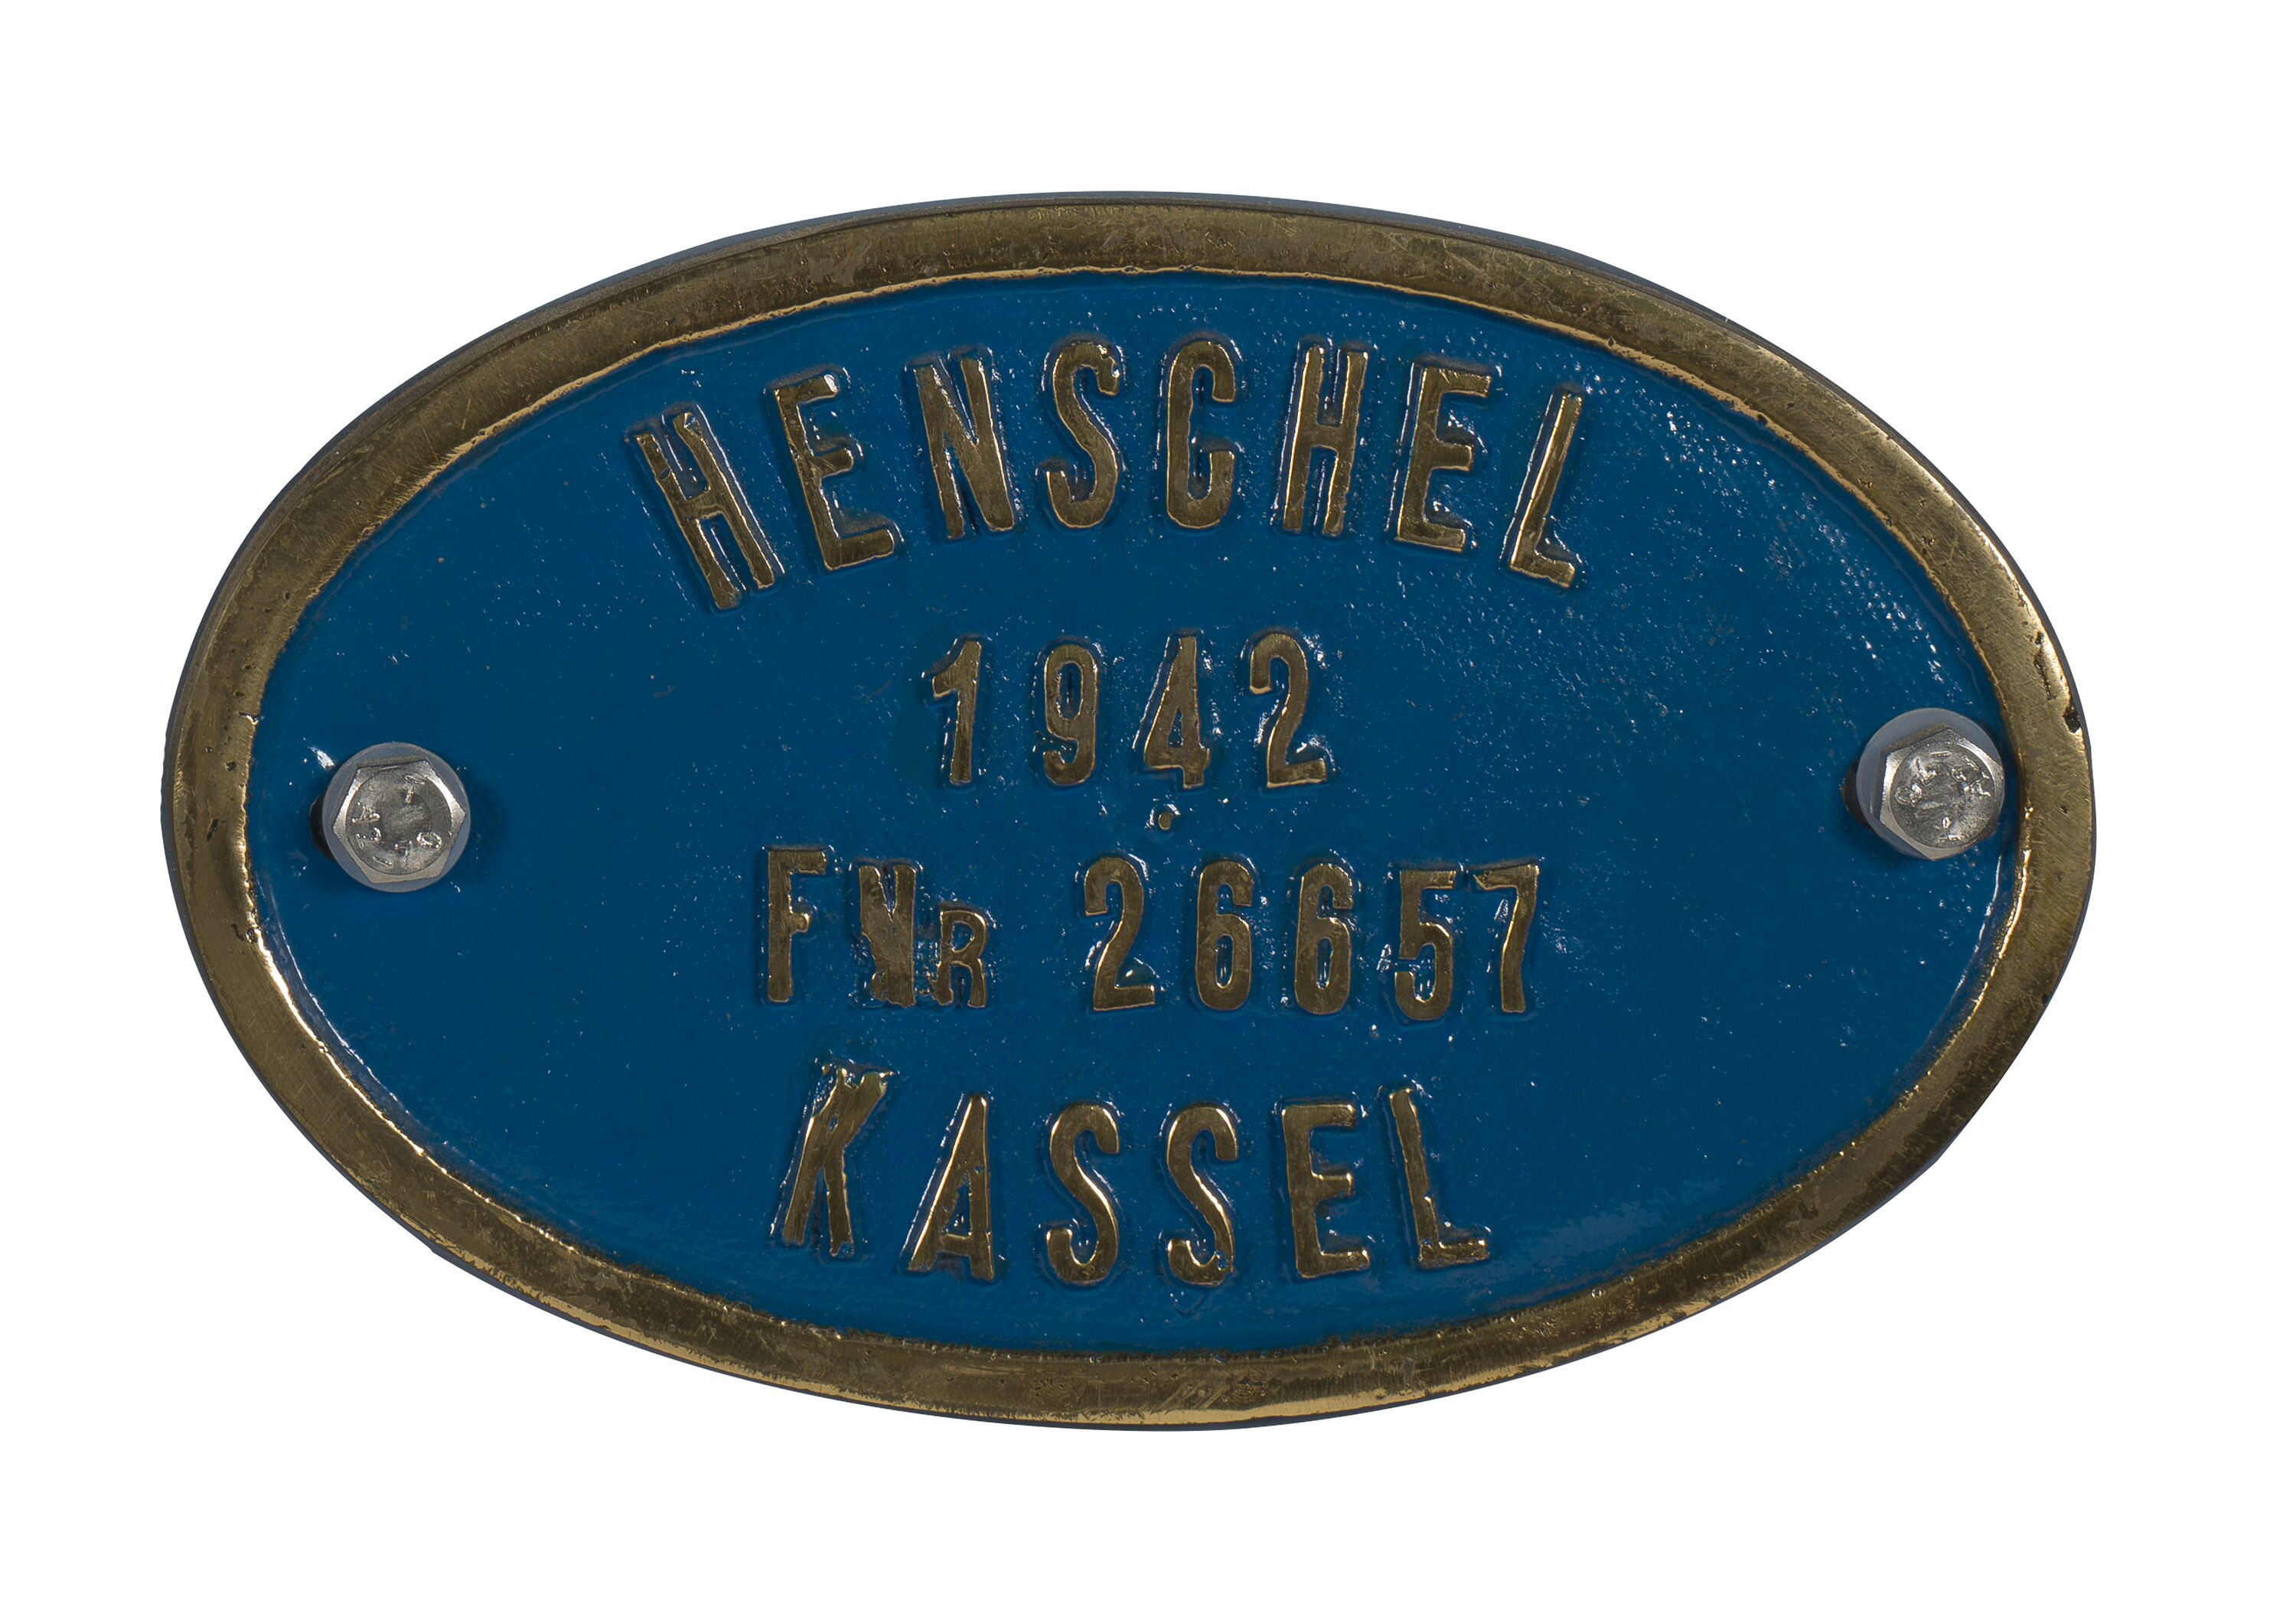 HENSCHEL
1942
FNR 26657
KASSEL